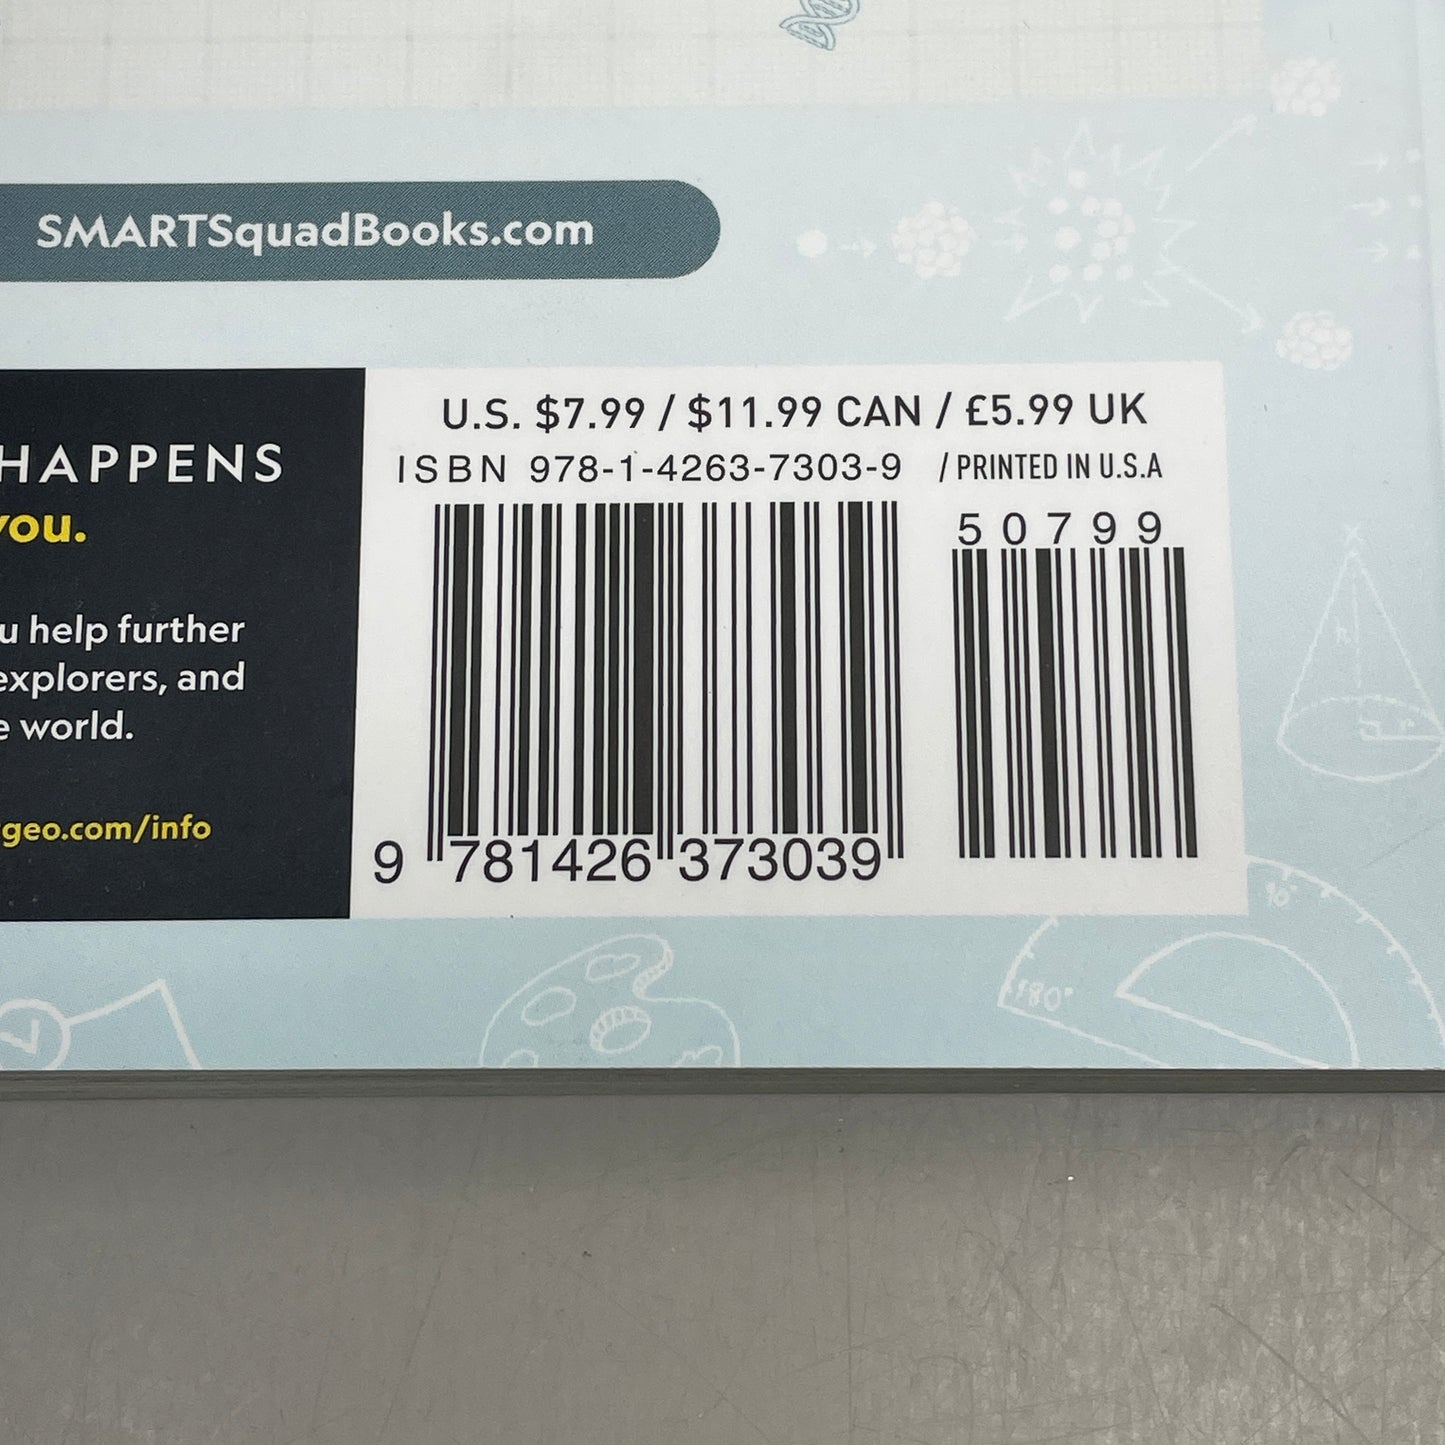 SMARTSquadBooks.com
HAPPENS
you.
u help further
explorers, and
e world.
geo.com/info
U.S. $7.99 / $11.99 CAN / £5.99 UK
ISBN 978-1-4263-7303-9 / PRINTED IN U.S.A
50799
9 781426 373039
h
r
90°
180°